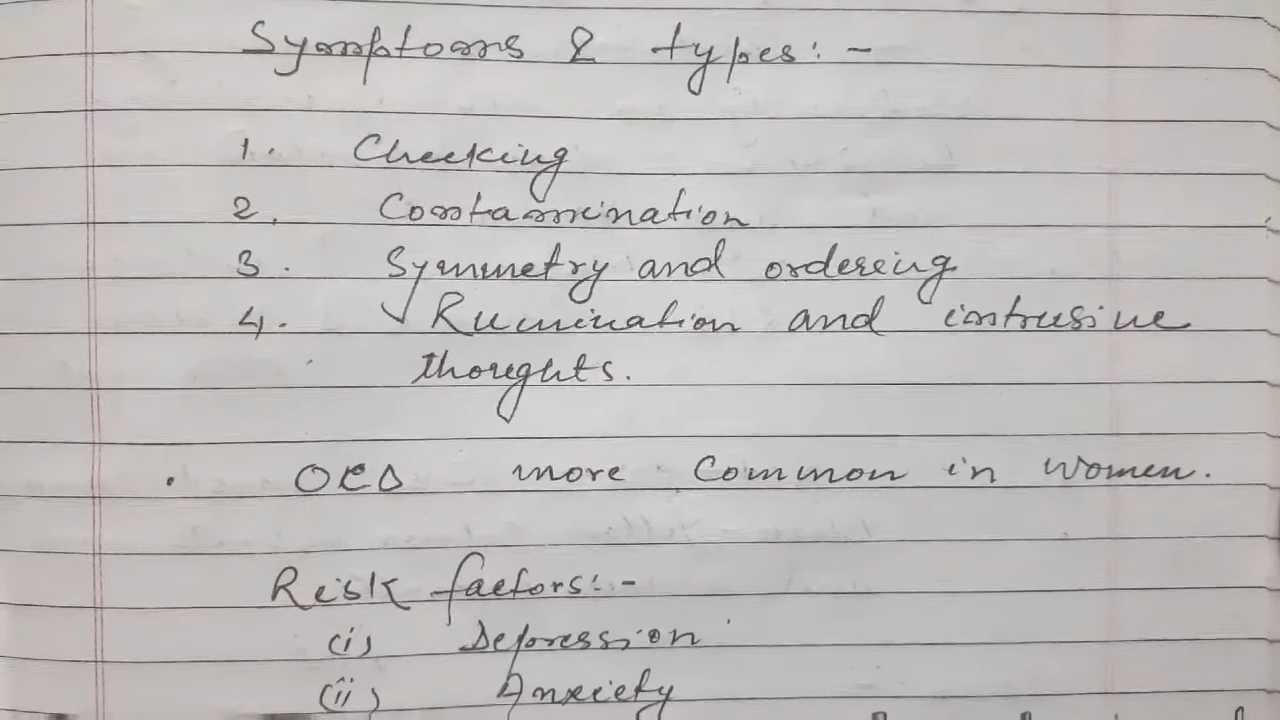 Symptoms & types:-
1. Checking
2. Contamination
3. Symmetry and ordering
4. Rumination and intrusive
thoughts.
. OCD more common in women.
Risk factors:-
(i) Depression
(ii) Anxiety